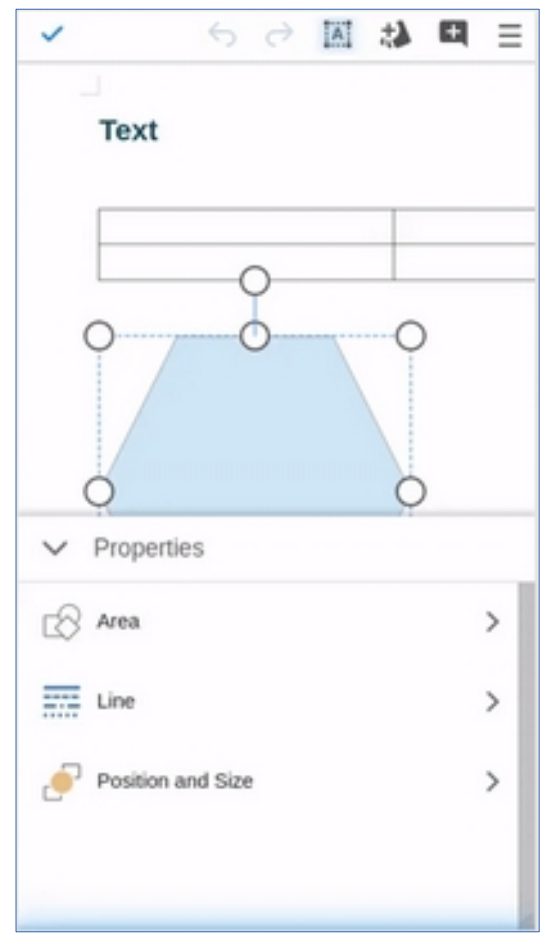 A
Text
Properties
Area
Line
Position and Size